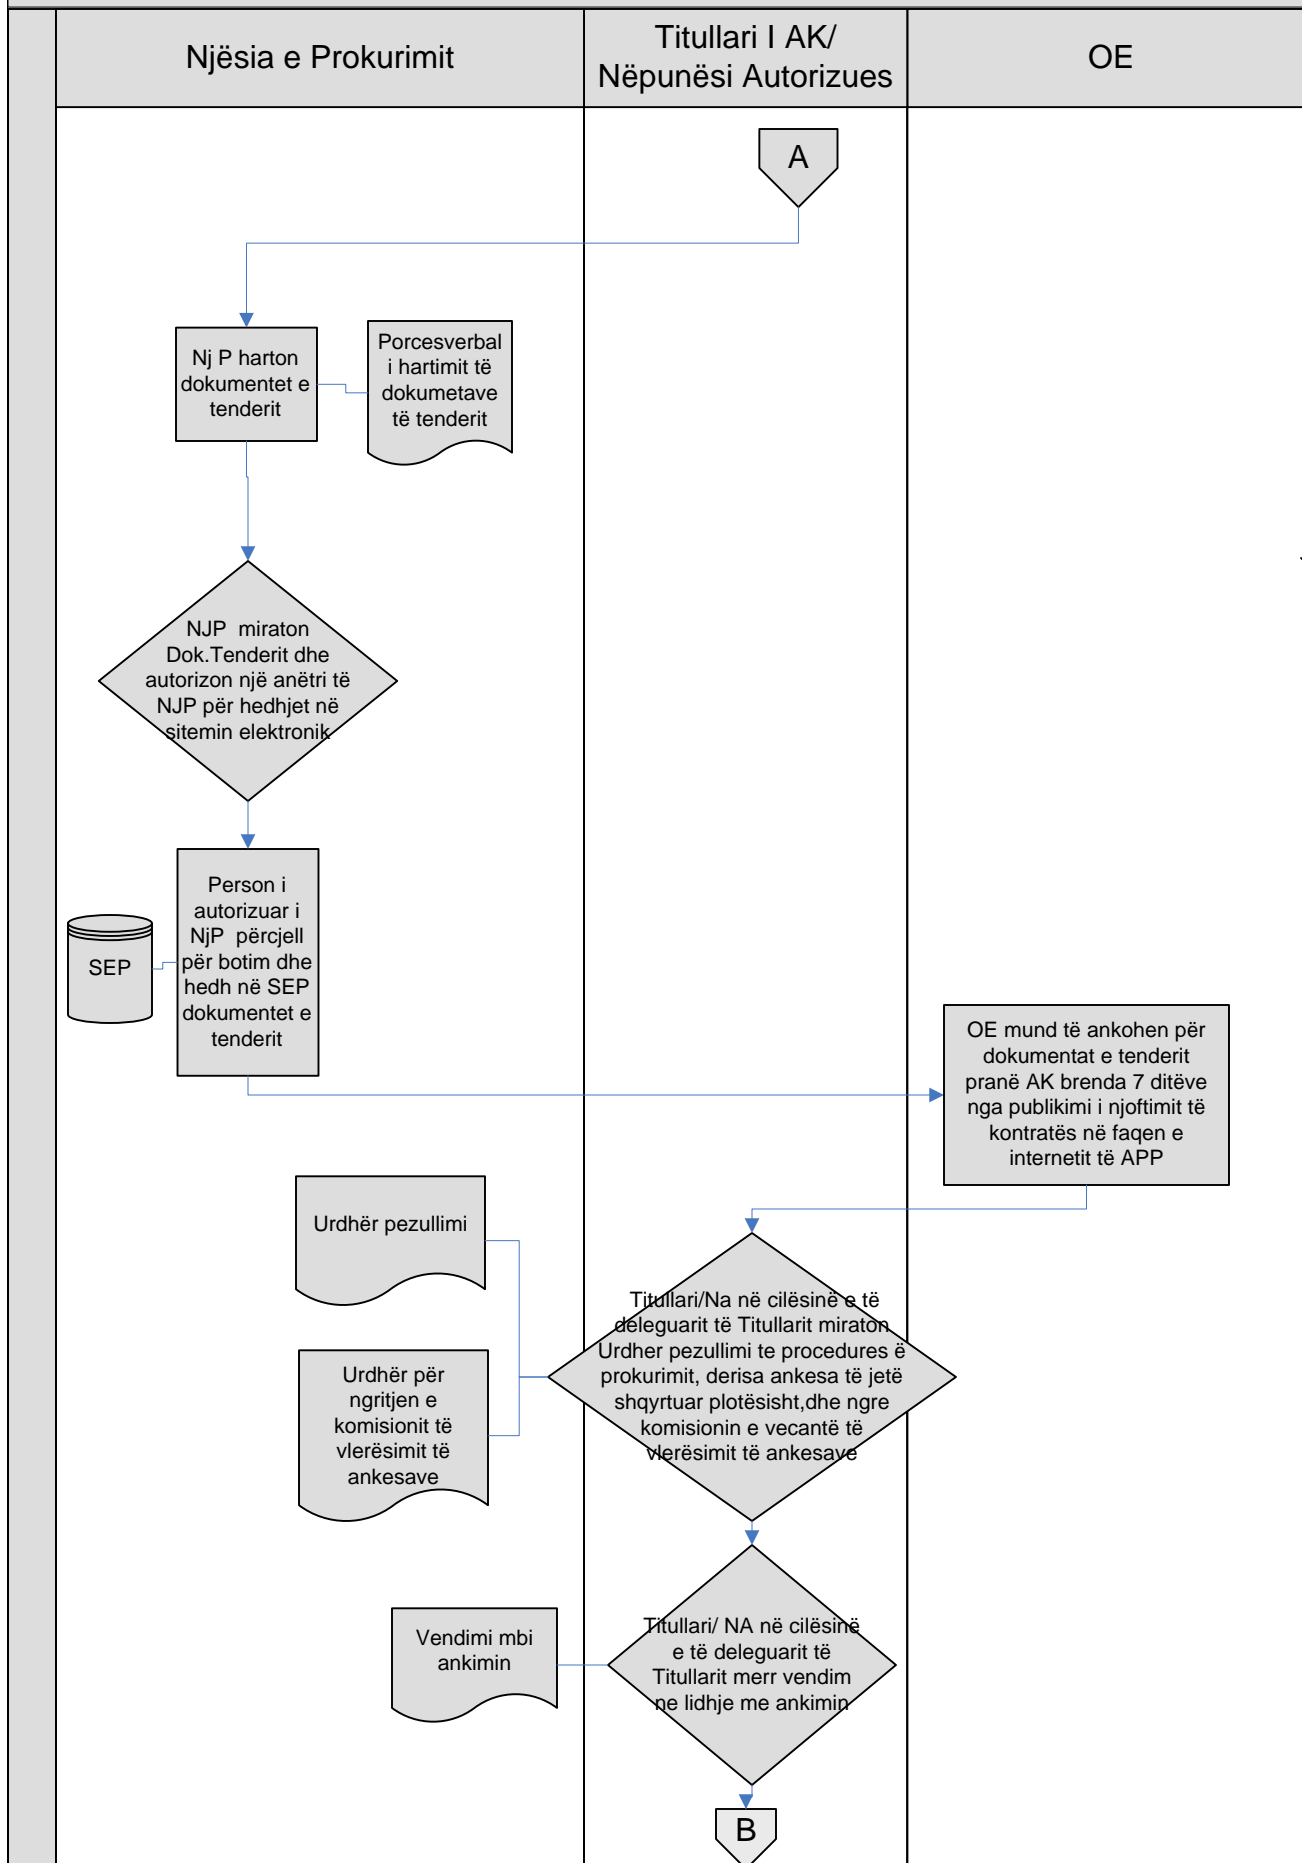 Njësia e Prokurimit
Titullari I AK/
Nëpunësi Autorizues
OE
A
Nj P harton
dokumentet e
tenderit
Porcesverbal
i hartimit të
dokumetave
të tenderit
NJP miraton
Dok.Tenderit dhe
autorizon një anëtri të
NJP për hedhjet në
sitemin elektronik
Person i
autorizuar i
NjP përcjell
për botim dhe
hedh në SEP
dokumentet e
tenderit
SEP
OE mund të ankohen për
dokumentat e tenderit
pranë AK brenda 7 ditëve
nga publikimi i njoftimit të
kontratës në faqen e
internetit të APP
Urdhër pezullimi
Titullari/Na në cilësinë e të
deleguarit të Titullarit miraton
Urdher pezullimi te procedures ë
prokurimit, derisa ankesa të jetë
shqyrtuar plotësisht,dhe ngre
komisionin e vecantë të
vlerësimit të ankesave
Urdhër për
ngritjen e
komisionit të
vlerësimit të
ankesave
Titullari/ NA në cilësinë
e të deleguarit të
Titullarit merr vendim
ne lidhje me ankimin
Vendimi mbi
ankimin
B